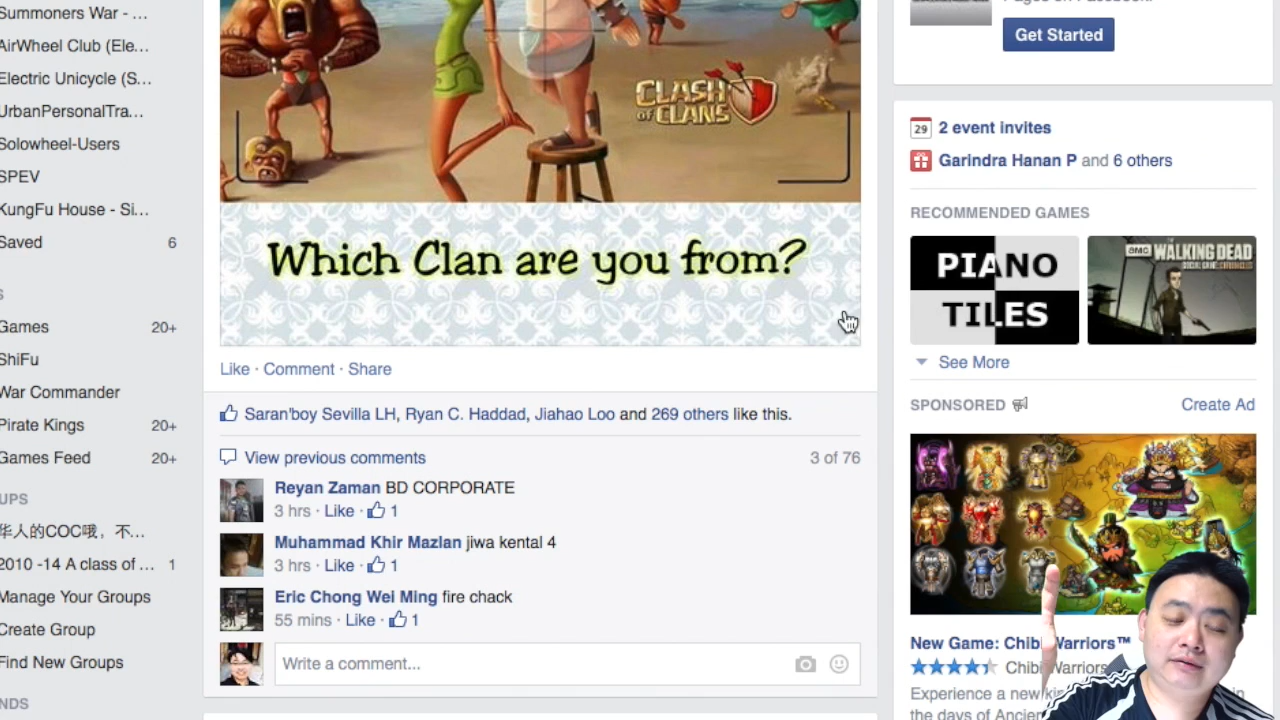 Summoners War - ...
AirWheel Club (Ele...
Electric Unicycle (S...
UrbanPersonalTra...
Solowheel-Users
SPEV
KungFu House - Si...
Saved 6
S
Games 20+
ShiFu
War Commander
Pirate Kings 20+
Games Feed 20+
UPS
华人的COC哦，不...
2010 -14 A class of ... 1
Manage Your Groups
Create Group
Find New Groups
NDS
CLASH
of CLANS
Which Clan are you from?
Like · Comment · Share
Saran'boy Sevilla LH, Ryan C. Haddad, Jiahao Loo and 269 others like this.
View previous comments 3 of 76
Reyan Zaman BD CORPORATE
3 hrs · Like · 1
Muhammad Khir Mazlan jiwa kental 4
3 hrs · Like · 1
Eric Chong Wei Ming fire chack
55 mins · Like · 1
Write a comment...
Pages on Facebook.
Get Started
29 2 event invites
Garindra Hanan P and 6 others
RECOMMENDED GAMES
PIANO
TILES
amc WALKING DEAD
See More
SPONSORED Create Ad
New Game: Chibi Warriors™
Chibi Warriors
Experience a new in
the days of Ancien